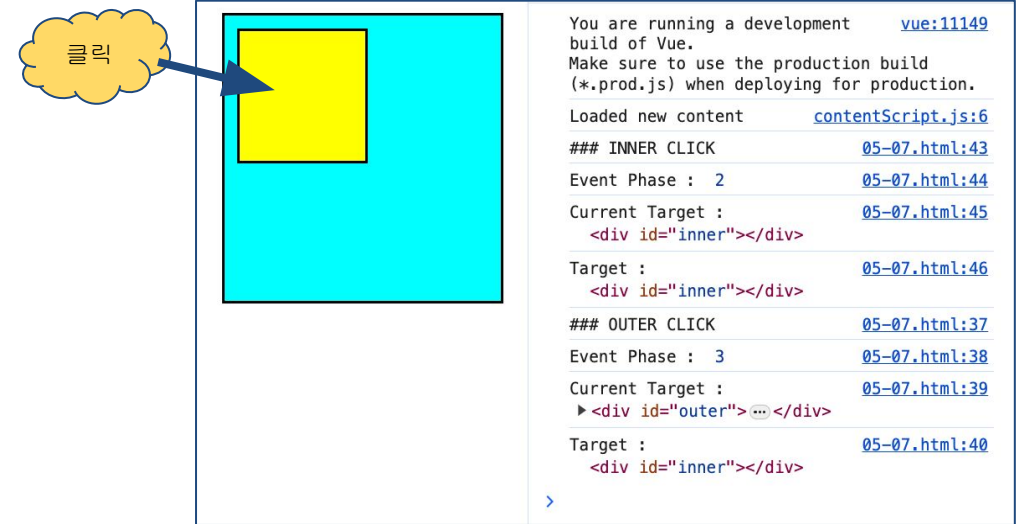 클릭
You are running a development vue:11149
build of Vue.
Make sure to use the production build
(*.prod.js) when deploying for production.
Loaded new content contentScript.js:6
### INNER CLICK 05-07.html:43
Event Phase : 2 05-07.html:44
Current Target : 05-07.html:45
<div id="inner"></div>
Target : 05-07.html:46
<div id="inner"></div>
### OUTER CLICK 05-07.html:37
Event Phase : 3 05-07.html:38
Current Target : 05-07.html:39
▶<div id="outer">⋯</div>
Target : 05-07.html:40
<div id="inner"></div>